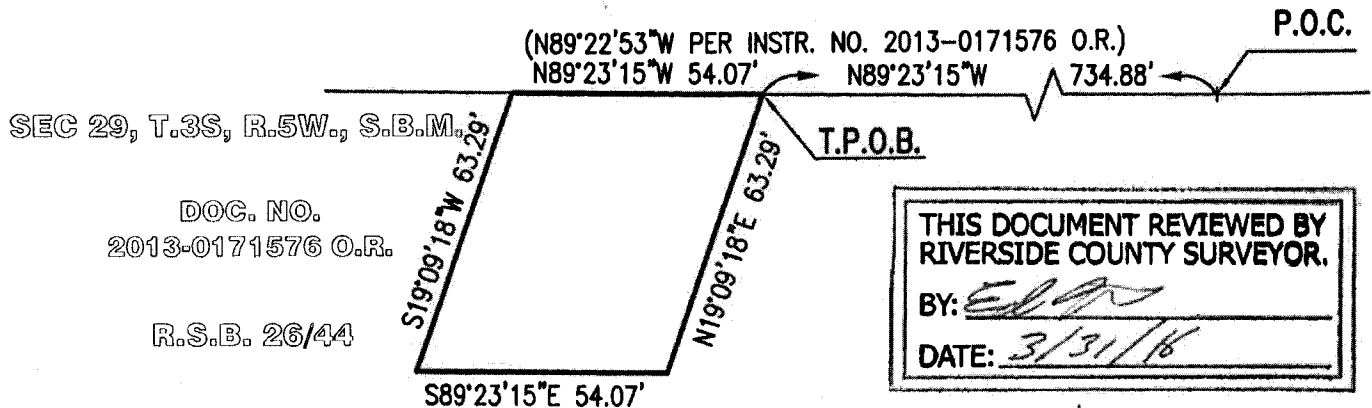 P.O.C.
(N89°22'53"W PER INSTR. NO. 2013-0171576 O.R.)
N89°23'15"W 54.07' N89°23'15"W 734.88'
SEC 29, T.3S, R.5W., S.B.M.
T.P.O.B.
S19°09'18"W 63.29'
N19°09'18"E 63.29'
DOC. NO.
2013-0171576 O.R.
R.S.B. 26/44
S89°23'15"E 54.07'
THIS DOCUMENT REVIEWED BY
RIVERSIDE COUNTY SURVEYOR.
BY:
DATE: 3/31/16